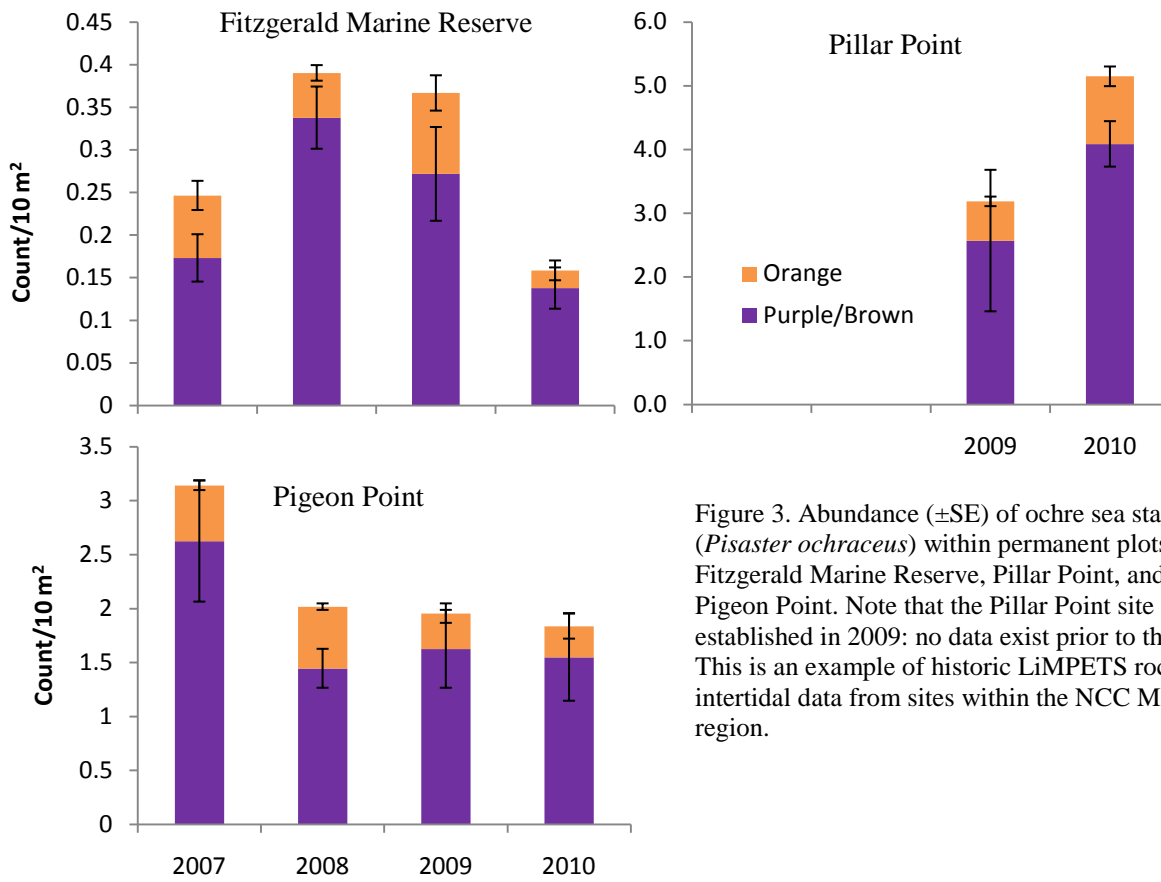 Fitzgerald Marine Reserve
0.45
0.4
0.35
0.3
0.25
0.2
0.15
0.1
0.05
0
Count/10 m²
Pillar Point
6.0
5.0
4.0
3.0
2.0
1.0
0.0
Orange
Purple/Brown
2009 2010
Pigeon Point
3.5
3
2.5
2
1.5
1
0.5
0
Count/10 m²
2007 2008 2009 2010
Figure 3. Abundance (±SE) of ochre sea sta
(Pisaster ochraceus) within permanent plots
Fitzgerald Marine Reserve, Pillar Point, and
Pigeon Point. Note that the Pillar Point site
established in 2009: no data exist prior to th
This is an example of historic LiMPETS roc
intertidal data from sites within the NCC M
region.